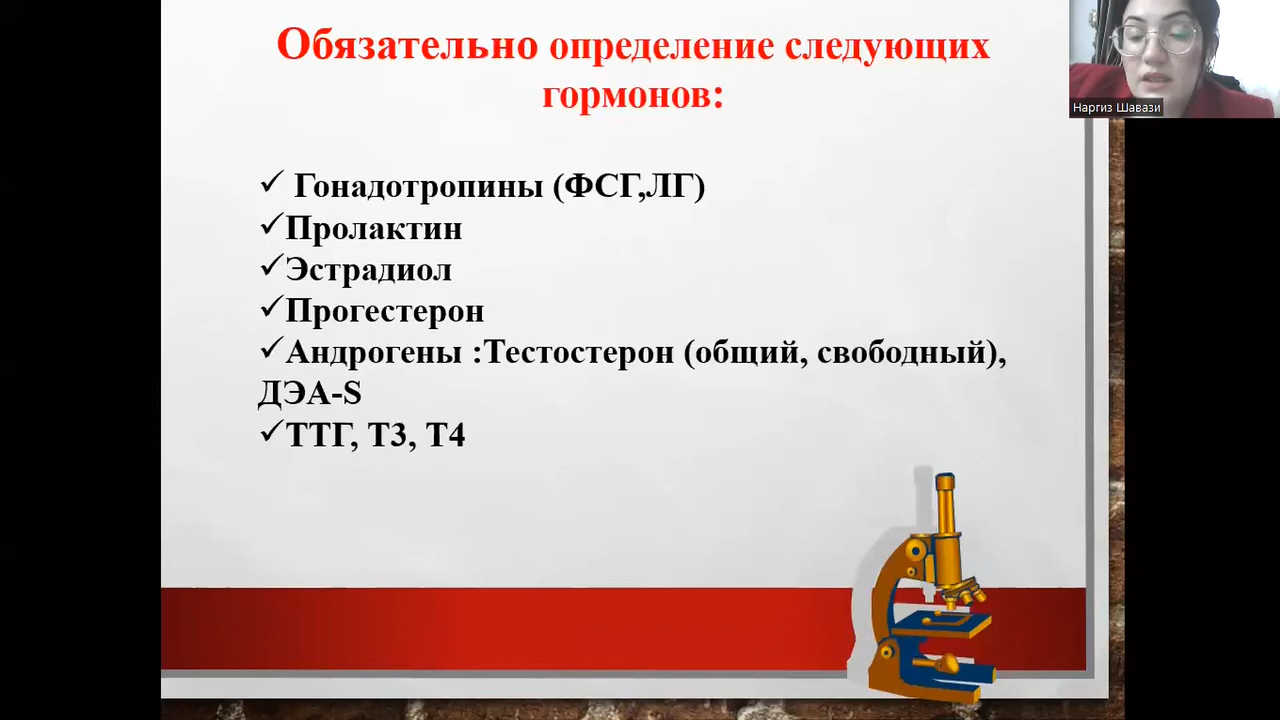 Обязательно определение следующих
гормонов:
Наргиз Шавази
✓ Гонадотропины (ФСГ,ЛГ)
✓Пролактин
✓Эстрадиол
✓Прогестерон
✓Андрогены :Тестостерон (общий, свободный),
ДЭА-S
✓ТТГ, Т3, Т4